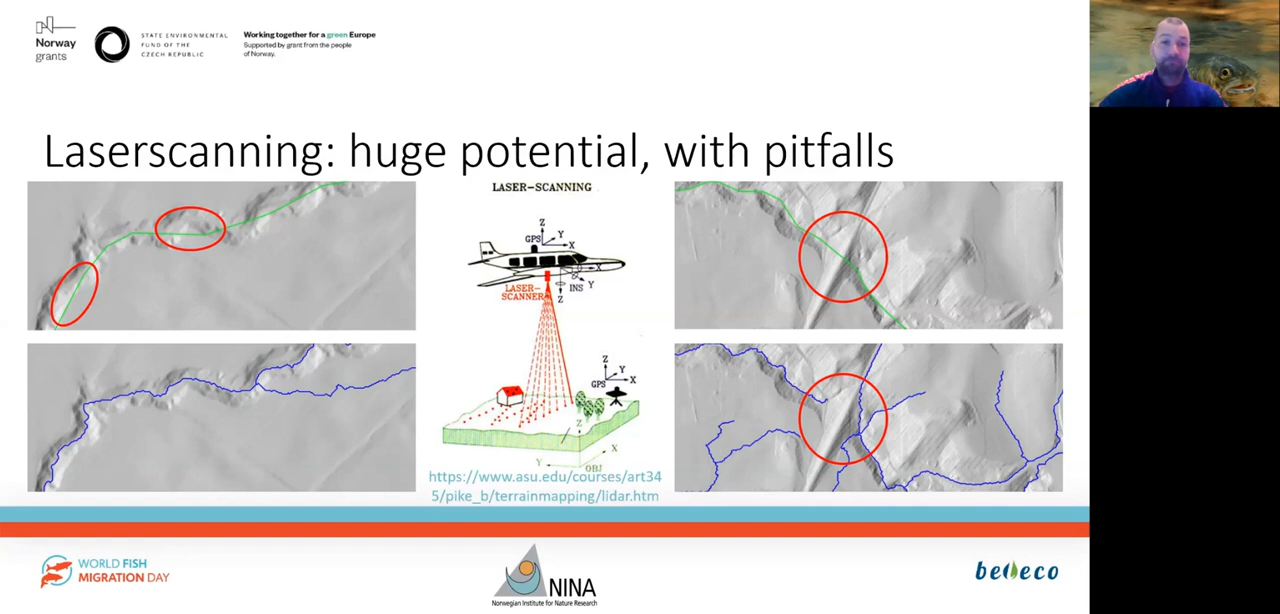 Norway
grants
STATE ENVIRONMENTAL
FUND OF THE
CZECH REPUBLIC
Working together for a green Europe
Supported by grant from the people
of Norway.
Laserscanning: huge potential, with pitfalls
LASER-SCANNING
Z
GPS
Y
X
X
INS
Y
Z
LASER-
SCANNER
Z
Y
GPS
X
Z
X
Y
OBJ
https://www.asu.edu/courses/art34
5/pike_b/terrainmapping/lidar.htm
WORLD FISH
MIGRATION DAY
NINA
Norwegian Institute for Nature Research
beleco